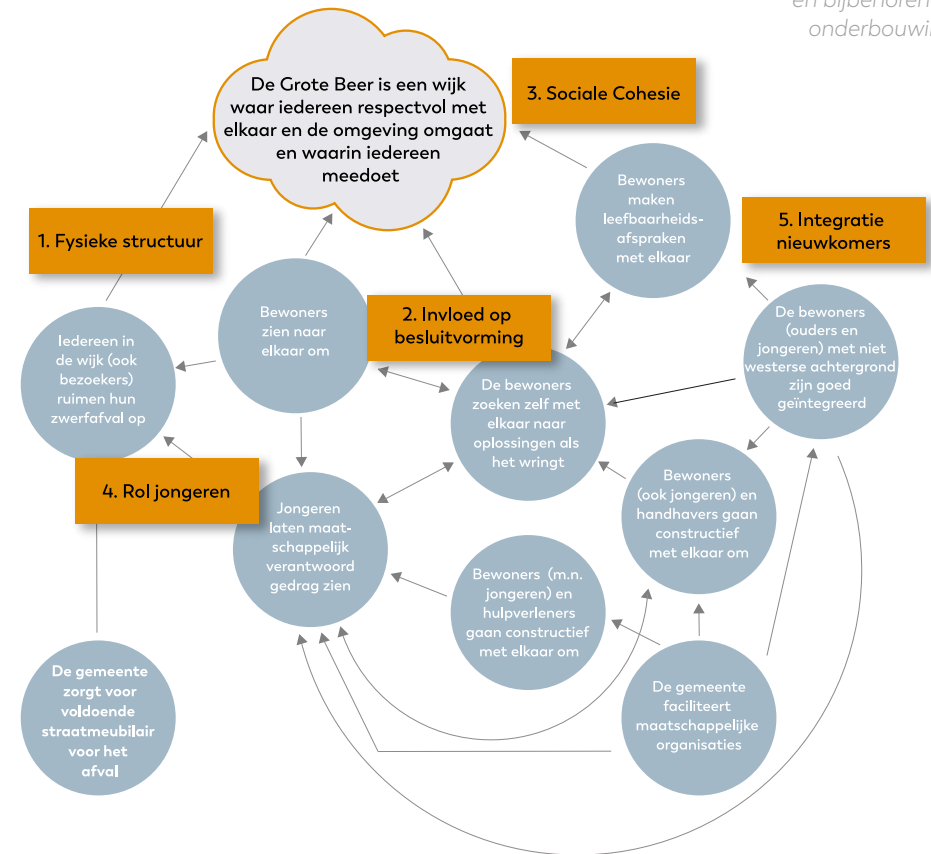 en bijbehoren
onderbouwi
De Grote Beer is een wijk
waar iedereen respectvol met
elkaar en de omgeving omgaat
en waarin iedereen
meedoet
3. Sociale Cohesie
Bewoners
maken
leefbaarheids-
afspraken
met elkaar
1. Fysieke structuur
5. Integratie
nieuwkomers
Bewoners
zien naar
elkaar om
2. Invloed op
besluitvorming
De bewoners
(ouders en
jongeren) met niet
westerse achtergrond
zijn goed
geïntegreerd
Iedereen in
de wijk (ook
bezoekers)
ruimen hun
zwerfafval op
De bewoners
zoeken zelf met
elkaar naar
oplossingen als
het wringt
4. Rol jongeren
Bewoners
(ook jongeren) en
handhavers gaan
constructief
met elkaar om
Jongeren
laten maat-
schappelijk
verantwoord
gedrag zien
Bewoners (m.n.
jongeren) en
hulpverleners
gaan constructief
met elkaar om
De gemeente
zorgt voor
voldoende
straatmeubilair
voor het
afval
De gemeente
faciliteert
maatschappelijke
organisaties